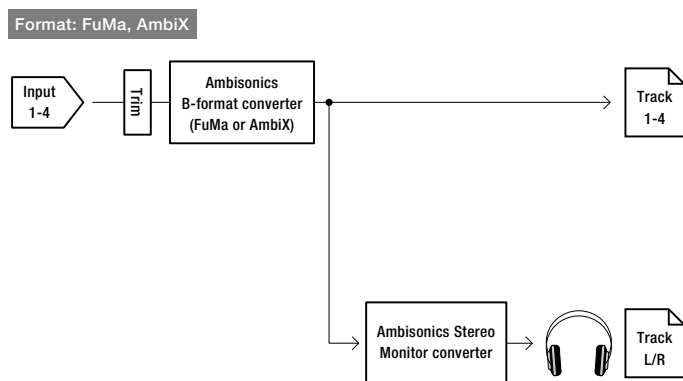 Format: FuMa, AmbiX
Input
1-4
Trim
Ambisonics
B-format converter
(FuMa or AmbiX)
Track
1-4
Ambisonics Stereo
Monitor converter
Track
L/R